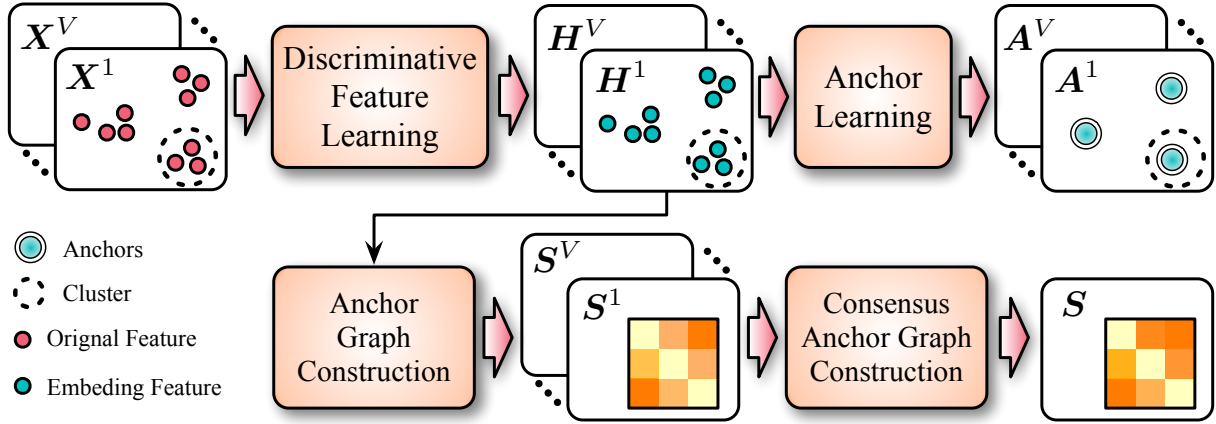 X^V
X^1
Discriminative
Feature
Learning
H^V
H^1
Anchor
Learning
A^V
A^1
Anchors
Cluster
Orignal Feature
Embeding Feature
Anchor
Graph
Construction
S^V
S^1
Consensus
Anchor Graph
Construction
S